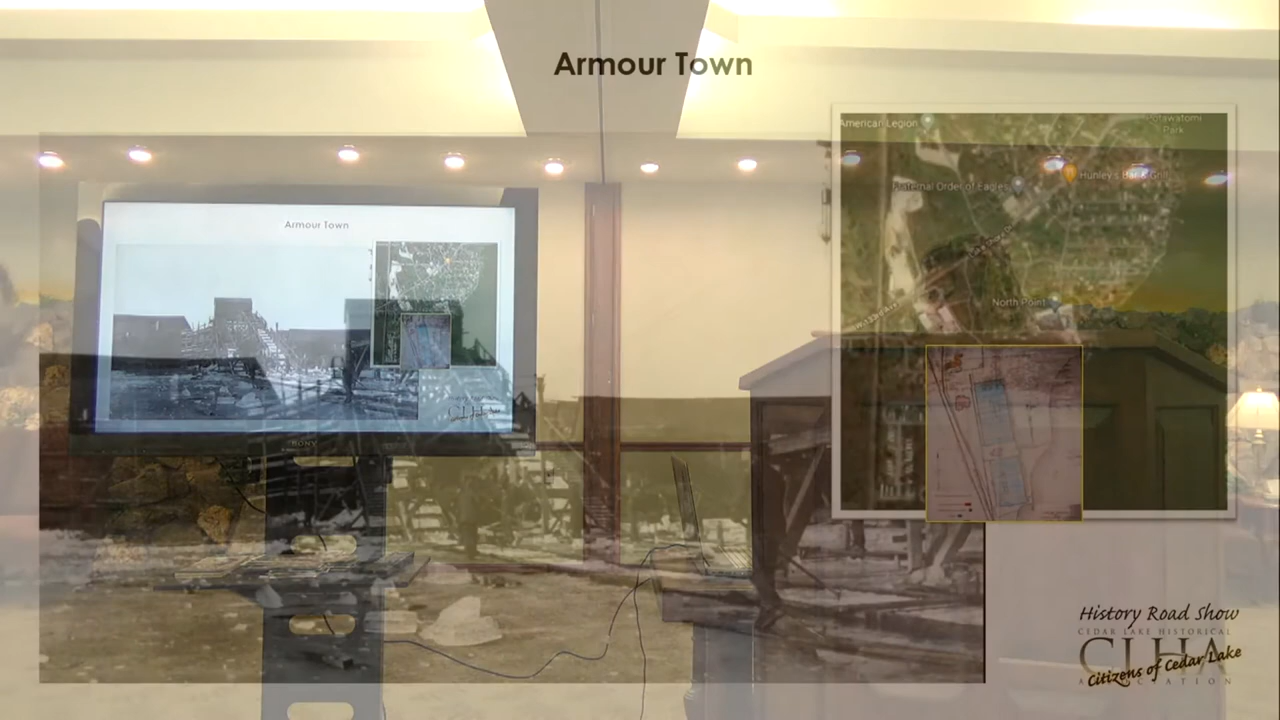 Armour Town
American Legion
Potawatomi
Park
Hunley's Bar & Grill
Fraternal Order of Eagles
North Point
Armour Town
SONY
History Road Show
CEDAR LAKE HISTORICAL
CLHA
Citizens of Cedar Lake
ASSOCIATION